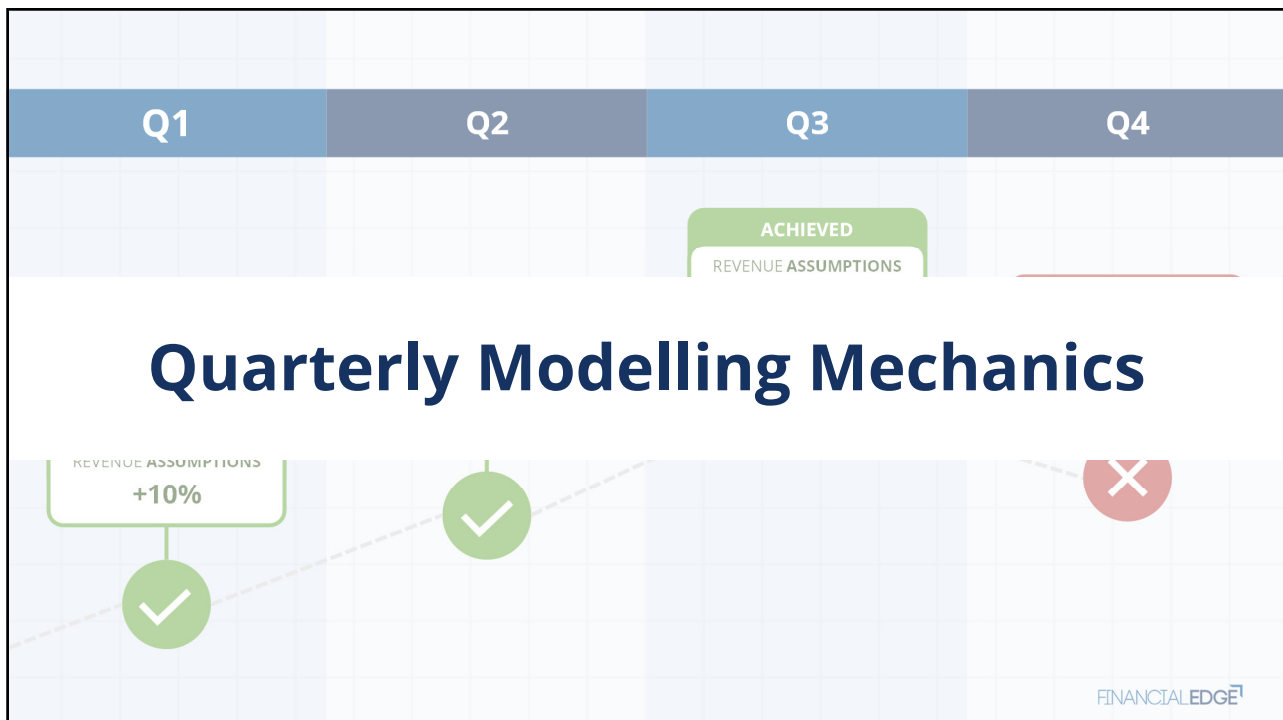 Q1
Q2
Q3
Q4
ACHIEVED
REVENUE ASSUMPTIONS
Quarterly Modelling Mechanics
REVENUE ASSUMPTIONS
+10%
FINANCIALEDGE